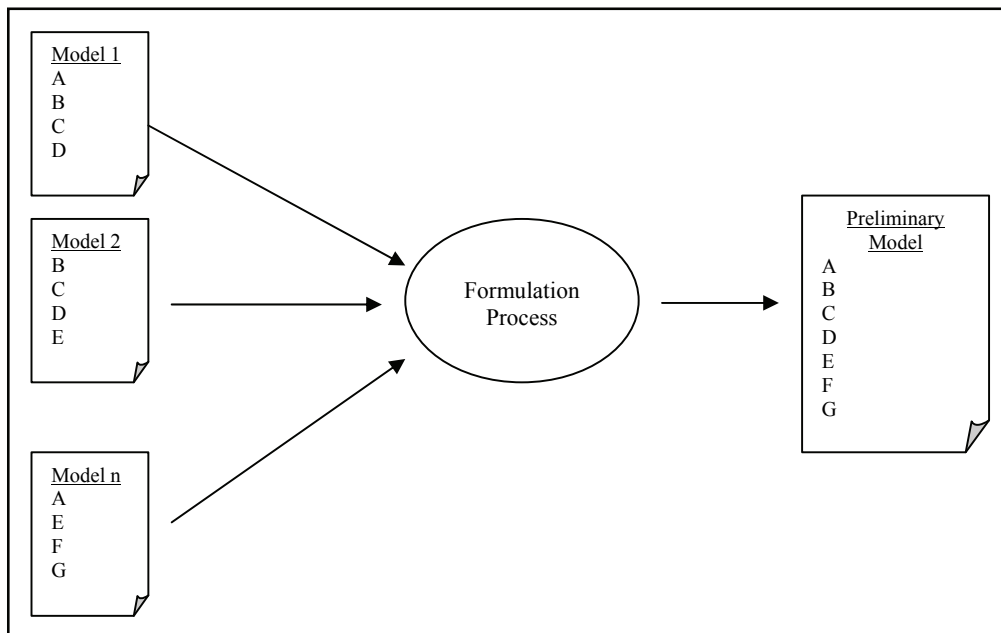 Model 1
A
B
C
D
Model 2
B
C
D
E
Model n
A
E
F
G
Formulation
Process
Preliminary
Model
A
B
C
D
E
F
G